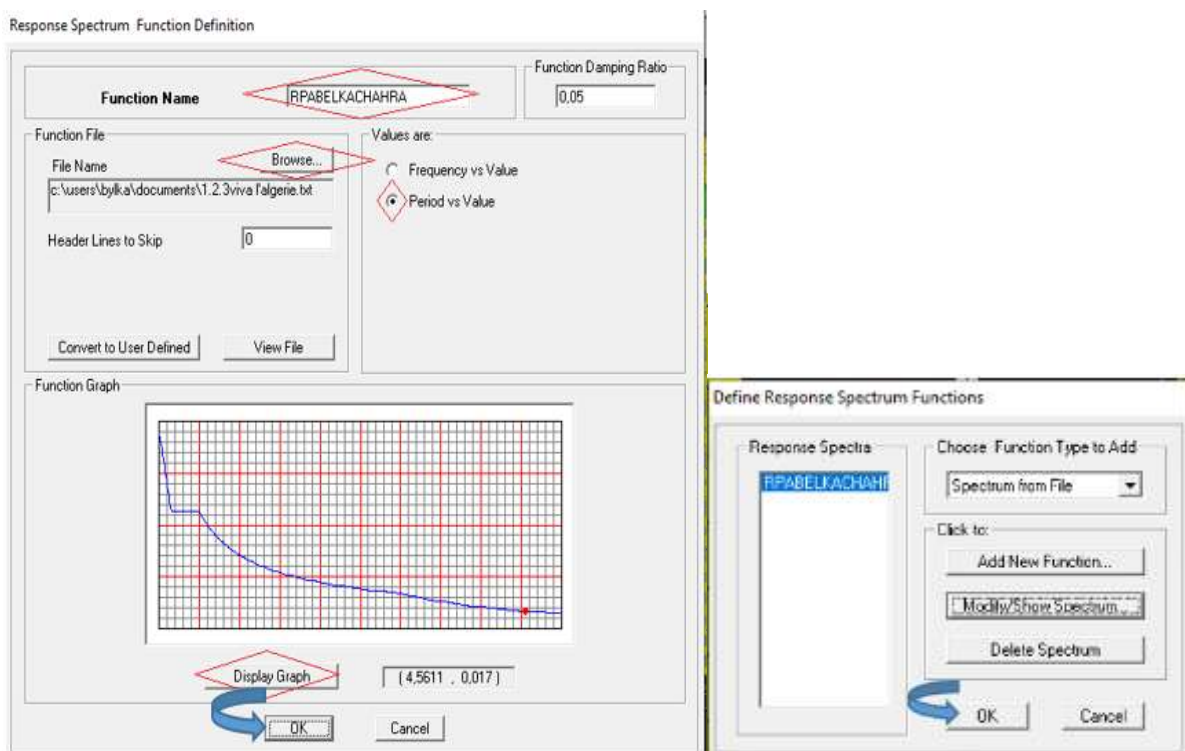 Response Spectrum Function Definition
Function Name
RPABELKACHAHRA
Function Damping Ratio
0,05
Function File
File Name
Browse...
c:\users\bylka\documents\1.2.3viva l'algerie.txt
Header Lines to Skip
0
Convert to User Defined
View File
Values are:
Frequency vs Value
Period vs Value
Function Graph
Display Graph
( 4,5611 , 0,017 )
OK
Cancel
Define Response Spectrum Functions
Response Spectra
RPABELKACHAHR
Choose Function Type to Add
Spectrum from File
Click to:
Add New Function...
Modify/Show Spectrum...
Delete Spectrum
OK
Cancel